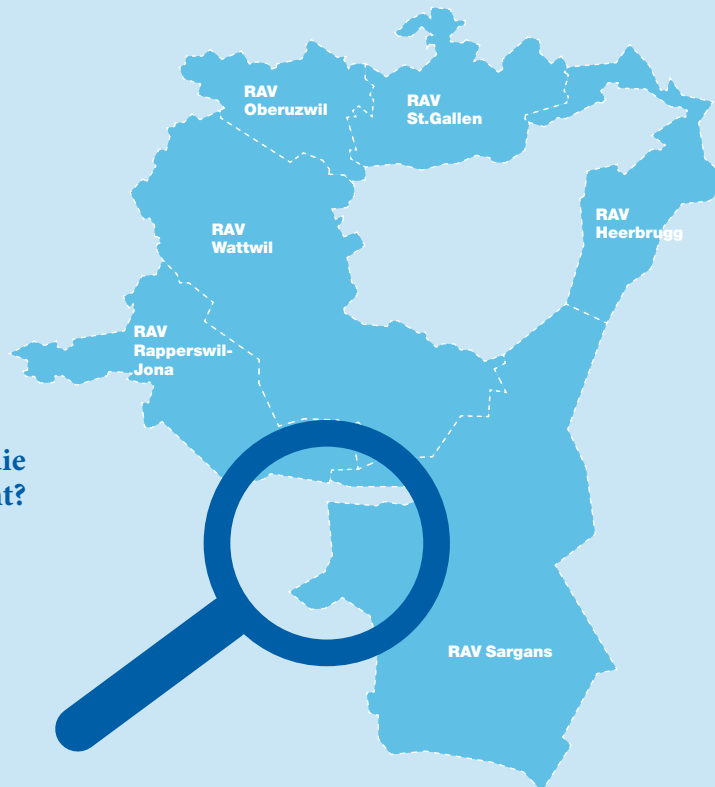 RAV
Oberuzwil
RAV
St.Gallen
RAV
Heerbrugg
RAV
Wattwil
RAV
Rapperswil-
Jona
RAV Sargans